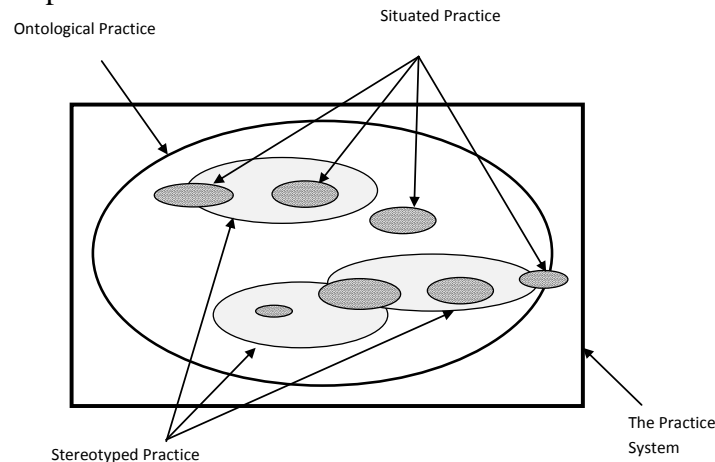 Situated Practice
Ontological Practice
The Practice
System
Stereotyped Practice